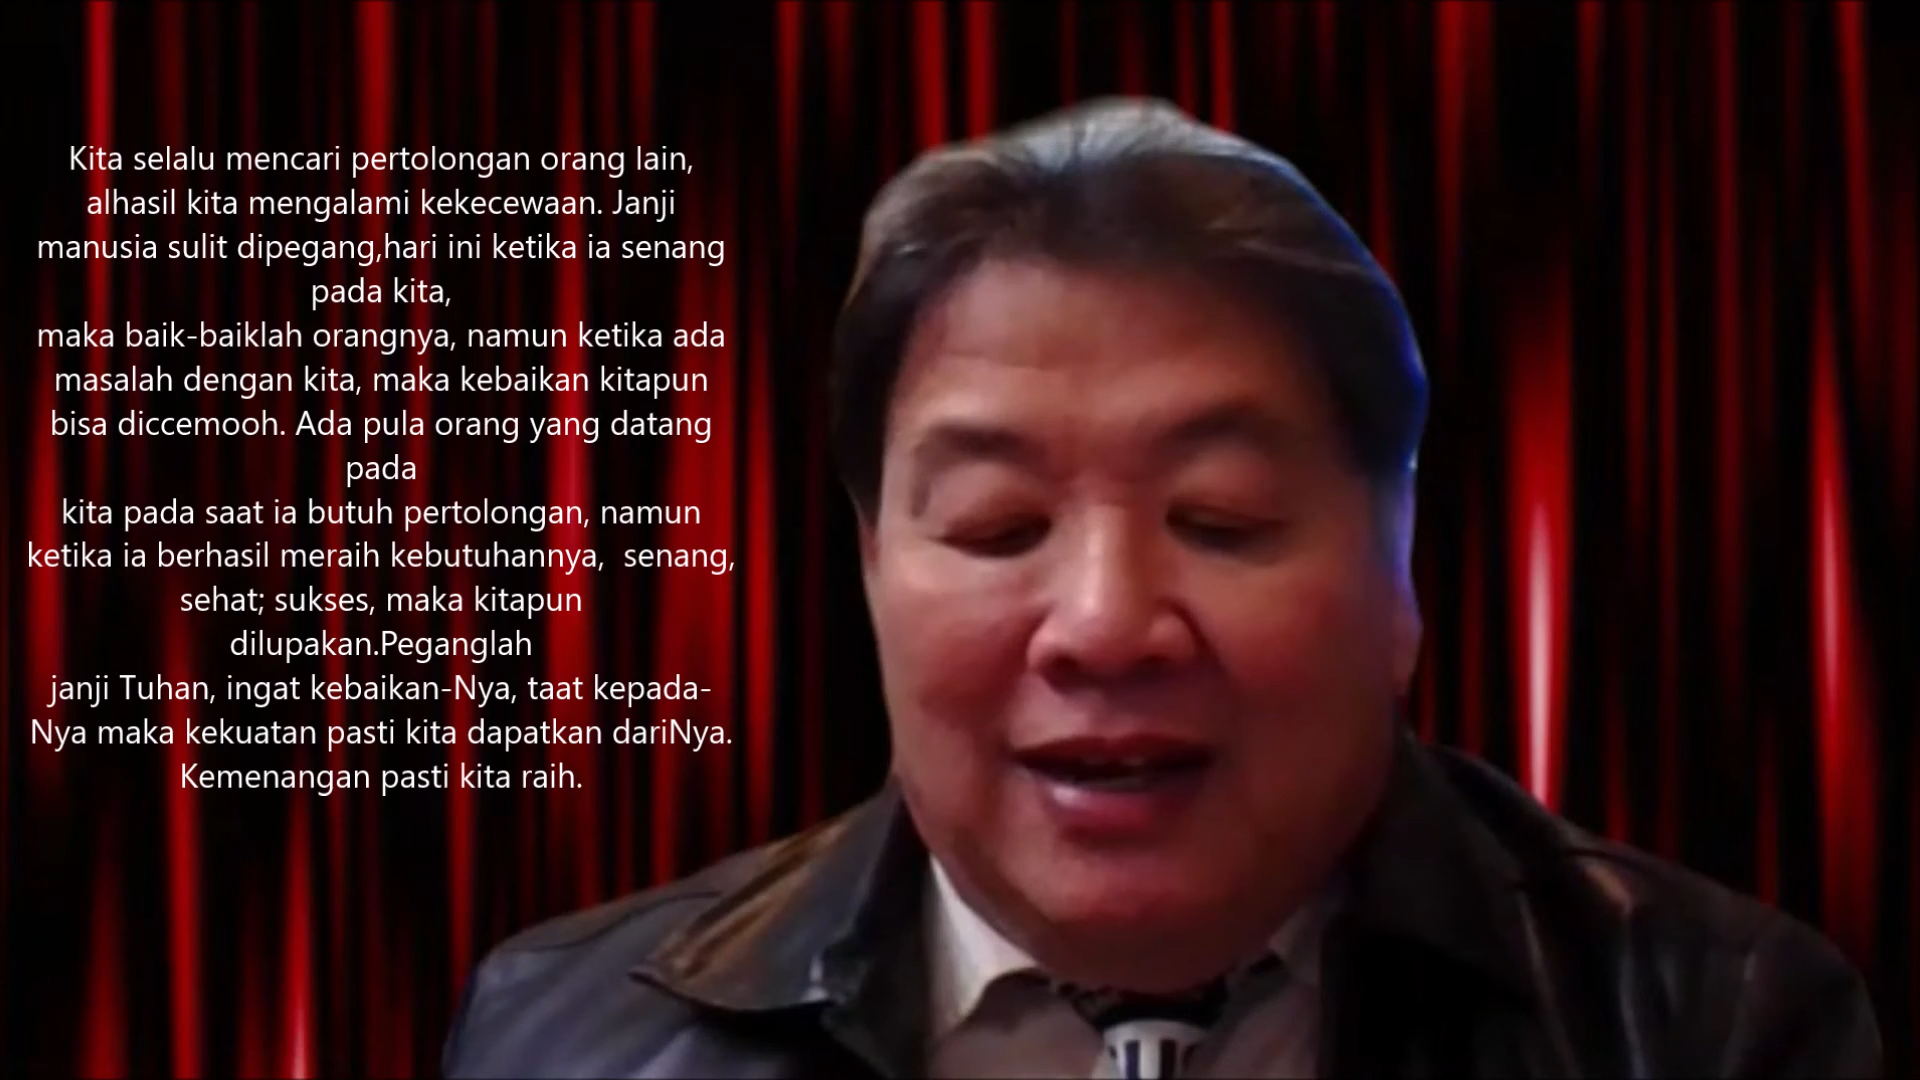 Kita selalu mencari pertolongan orang lain,
alhasil kita mengalami kekecewaan. Janji
manusia sulit dipegang,hari ini ketika ia senang
pada kita,
maka baik-baiklah orangnya, namun ketika ada
masalah dengan kita, maka kebaikan kitapun
bisa diccemooh. Ada pula orang yang datang
pada
kita pada saat ia butuh pertolongan, namun
ketika ia berhasil meraih kebutuhannya,  senang,
sehat; sukses, maka kitapun
dilupakan.Peganglah
janji Tuhan, ingat kebaikan-Nya, taat kepada-
Nya maka kekuatan pasti kita dapatkan dariNya.
Kemenangan pasti kita raih.